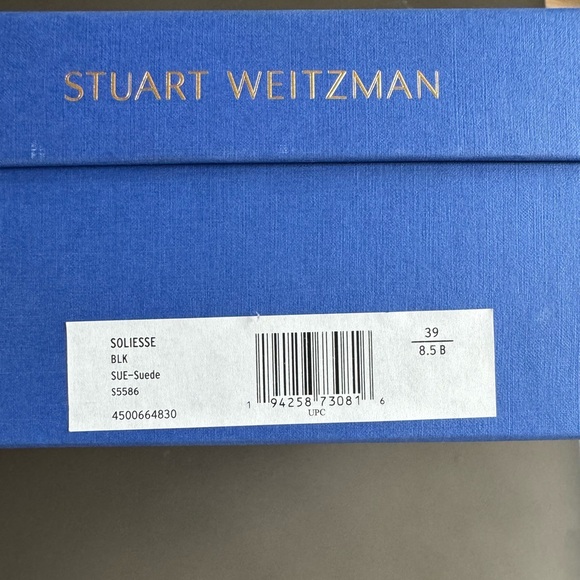 STUART WEITZMAN
SOLIESSE
BLK
SUE-Suede
S5586
4500664830
1 94258 73081 6
UPC
39
8.5 B